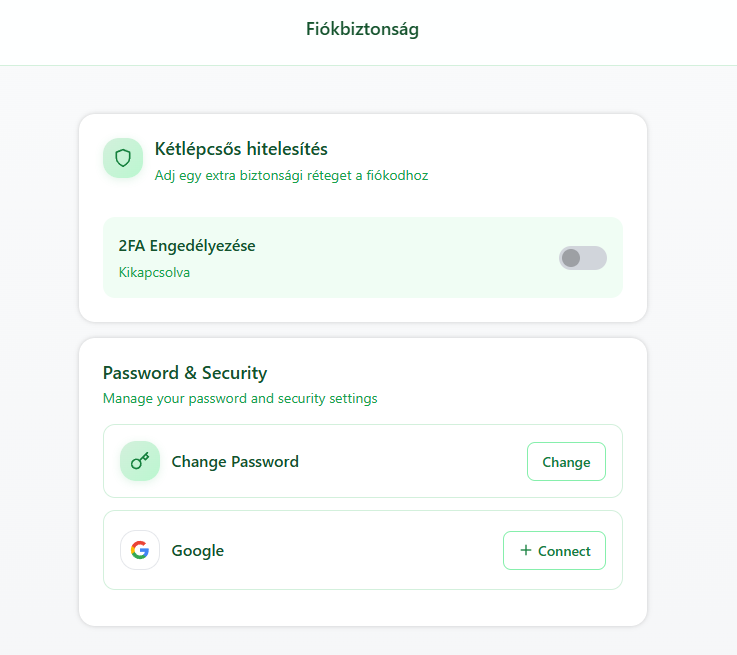 Fiókbiztonság
Kétlépcsős hitelesítés
Adj egy extra biztonsági réteget a fiókodhoz
2FA Engedélyezése
Kikapcsolva
Password & Security
Manage your password and security settings
Change Password
Change
Google
+ Connect